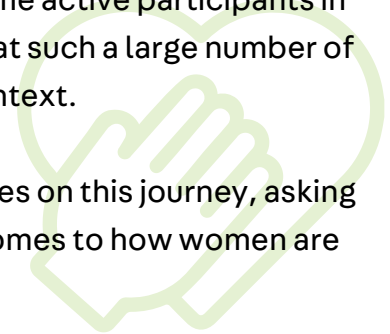 me active participants in
at such a large number of
ntext.
es on this journey, asking
omes to how women are